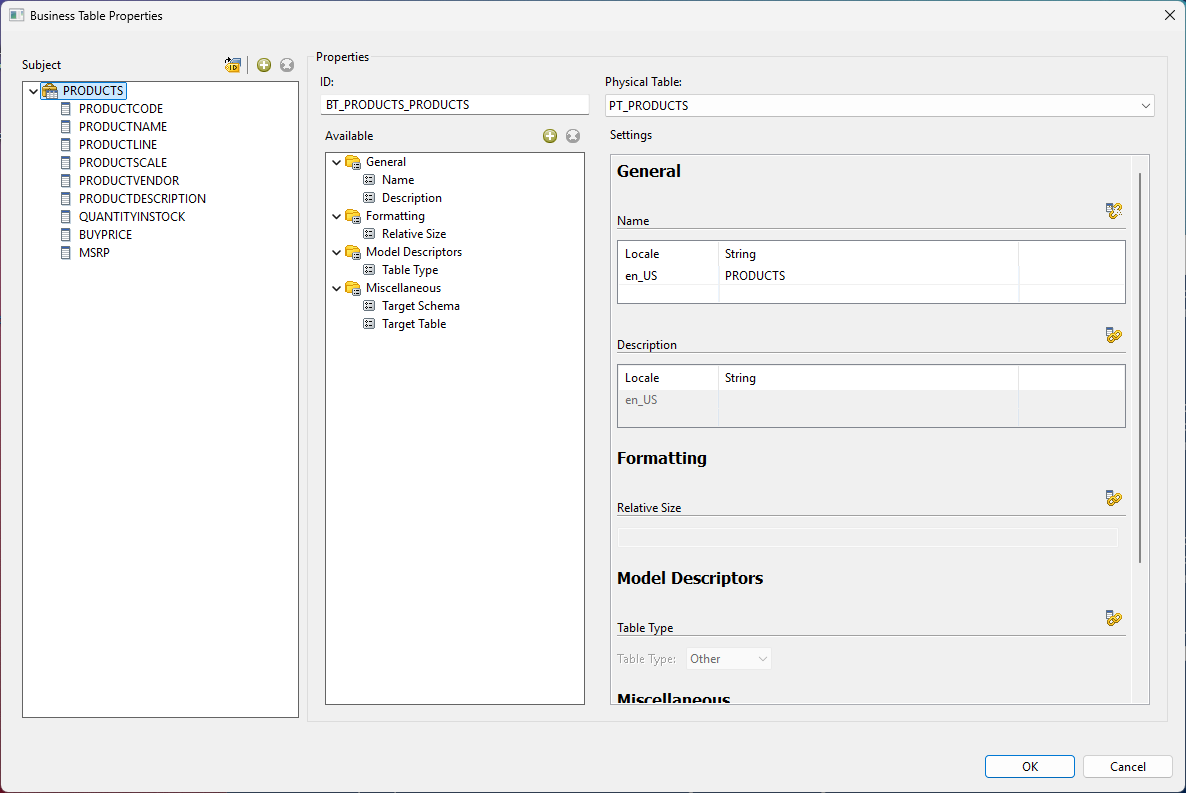 Business Table Properties
Subject
PRODUCTS
PRODUCTCODE
PRODUCTNAME
PRODUCTLINE
PRODUCTSCALE
PRODUCTVENDOR
PRODUCTDESCRIPTION
QUANTITYINSTOCK
BUYPRICE
MSRP
Properties
ID:
BT_PRODUCTS_PRODUCTS
Physical Table:
PT_PRODUCTS
Available
General
Name
Description
Formatting
Relative Size
Model Descriptors
Table Type
Miscellaneous
Target Schema
Target Table
Settings
General
Name
Locale String
en_US PRODUCTS
Description
Locale String
en_US
Formatting
Relative Size
Model Descriptors
Table Type
Table Type: Other
Miscellaneous
OK Cancel